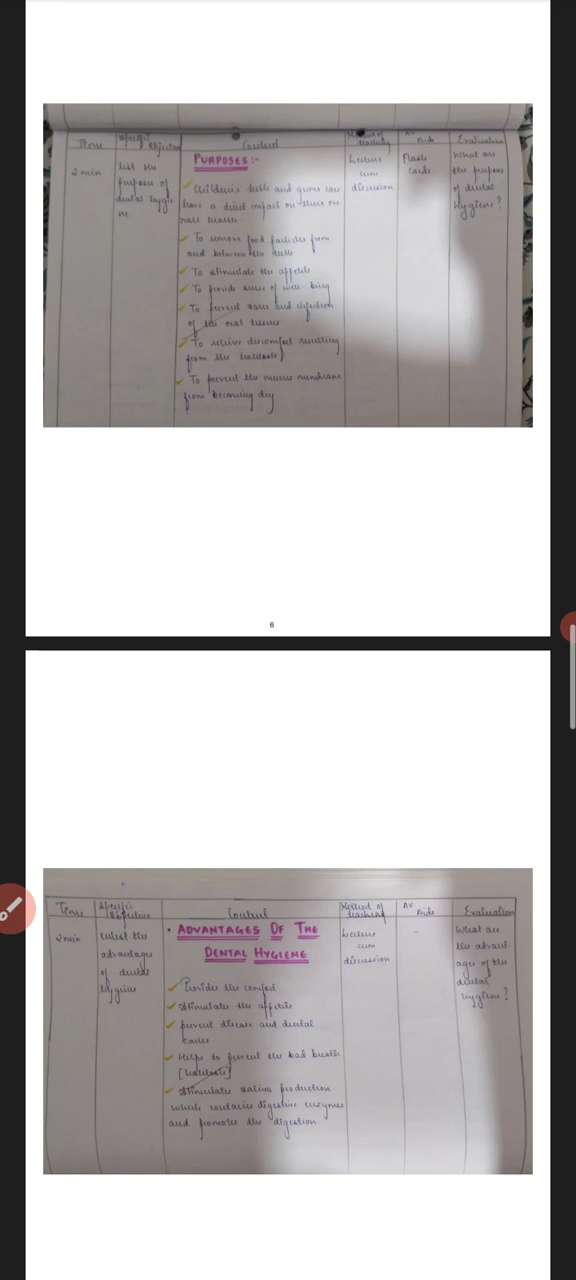 Time
Specific
Objective
Content
Method of
teaching
AV
Aids
Evaluation
2 min
list the
purposes of
dental hygie
ne.
PURPOSES :-
Children's teeth and gums can
have a direct impact on their ov
rall health.
To remove food particles from
and between the teeth
To stimulate the appetite
To provide sense of well-being
To prevent sores and infection
of the oral tissues
To relieve discomfort resulting
from the halitosis
To prevent the mucus membrane
from becoming dry
Lecture
cum
discussion
Flash
cards
What are
the purposes
of dental
hygiene?
6
Time
Specific
Objective
Content
Method of
teaching
AV
Aids
Evaluation
2 min
the
advantages
of dental
hygiene
• ADVANTAGES OF THE
DENTAL HYGIENE
Provides the comfort
Stimulates the appetite
prevent disease and dental
caries.
Helps to prevent the bad breath
[halitosis]
Stimulates saliva production
which contains digestive enzymes
and promotes the digestion
Lecture
cum
discussion
What are
the advant
ages of the
dental
hygiene?